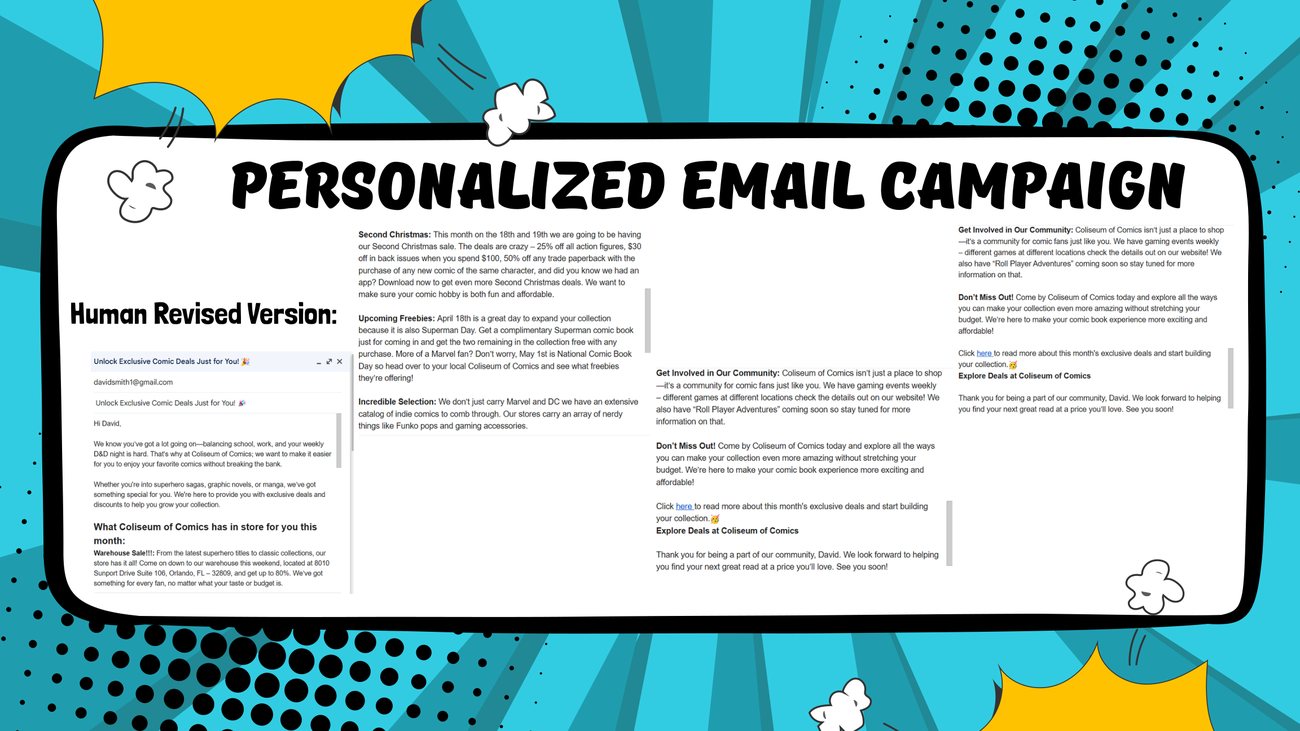 PERSONALIZED EMAIL CAMPAIGN
Human Revised Version:
Unlock Exclusive Comic Deals Just for You! 🎉
davidsmith1@gmail.com
Unlock Exclusive Comic Deals Just for You! 🎉
Hi David,
We know you've got a lot going on—balancing school, work, and your weekly
D&D night is hard. That's why at Coliseum of Comics; we want to make it easier
for you to enjoy your favorite comics without breaking the bank.
Whether you're into superhero sagas, graphic novels, or manga, we've got
something special for you. We're here to provide you with exclusive deals and
discounts to help you grow your collection.
What Coliseum of Comics has in store for you this
month:
Warehouse Sale!!!: From the latest superhero titles to classic collections, our
store has it all! Come on down to our warehouse this weekend, located at 8010
Sunport Drive Suite 106, Orlando, FL – 32809, and get up to 80%. We've got
something for every fan, no matter what your taste or budget is.
Second Christmas: This month on the 18th and 19th we are going to be having
our Second Christmas sale. The deals are crazy – 25% off all action figures, $30
off in back issues when you spend $100, 50% off any trade paperback with the
purchase of any new comic of the same character, and did you know we had an
app? Download now to get even more Second Christmas deals. We want to
make sure your comic hobby is both fun and affordable.
Upcoming Freebies: April 18th is a great day to expand your collection
because it is also Superman Day. Get a complimentary Superman comic book
just for coming in and get the two remaining in the collection free with any
purchase. More of a Marvel fan? Don't worry, May 1st is National Comic Book
Day so head over to your local Coliseum of Comics and see what freebies
they're offering!
Incredible Selection: We don't just carry Marvel and DC we have an extensive
catalog of indie comics to comb through. Our stores carry an array of nerdy
things like Funko pops and gaming accessories.
Get Involved in Our Community: Coliseum of Comics isn't just a place to shop
—it's a community for comic fans just like you. We have gaming events weekly
– different games at different locations check the details out on our website! We
also have "Roll Player Adventures" coming soon so stay tuned for more
information on that.
Don't Miss Out! Come by Coliseum of Comics today and explore all the ways
you can make your collection even more amazing without stretching your
budget. We're here to make your comic book experience more exciting and
affordable!
Click here to read more about this month's exclusive deals and start building
your collection.🥳
Explore Deals at Coliseum of Comics
Thank you for being a part of our community, David. We look forward to helping
you find your next great read at a price you'll love. See you soon!
Get Involved in Our Community: Coliseum of Comics isn't just a place to shop
—it's a community for comic fans just like you. We have gaming events weekly
– different games at different locations check the details out on our website! We
also have "Roll Player Adventures" coming soon so stay tuned for more
information on that.
Don't Miss Out! Come by Coliseum of Comics today and explore all the ways
you can make your collection even more amazing without stretching your
budget. We're here to make your comic book experience more exciting and
affordable!
Click here to read more about this month's exclusive deals and start building
your collection.🥳
Explore Deals at Coliseum of Comics
Thank you for being a part of our community, David. We look forward to helping
you find your next great read at a price you'll love. See you soon!